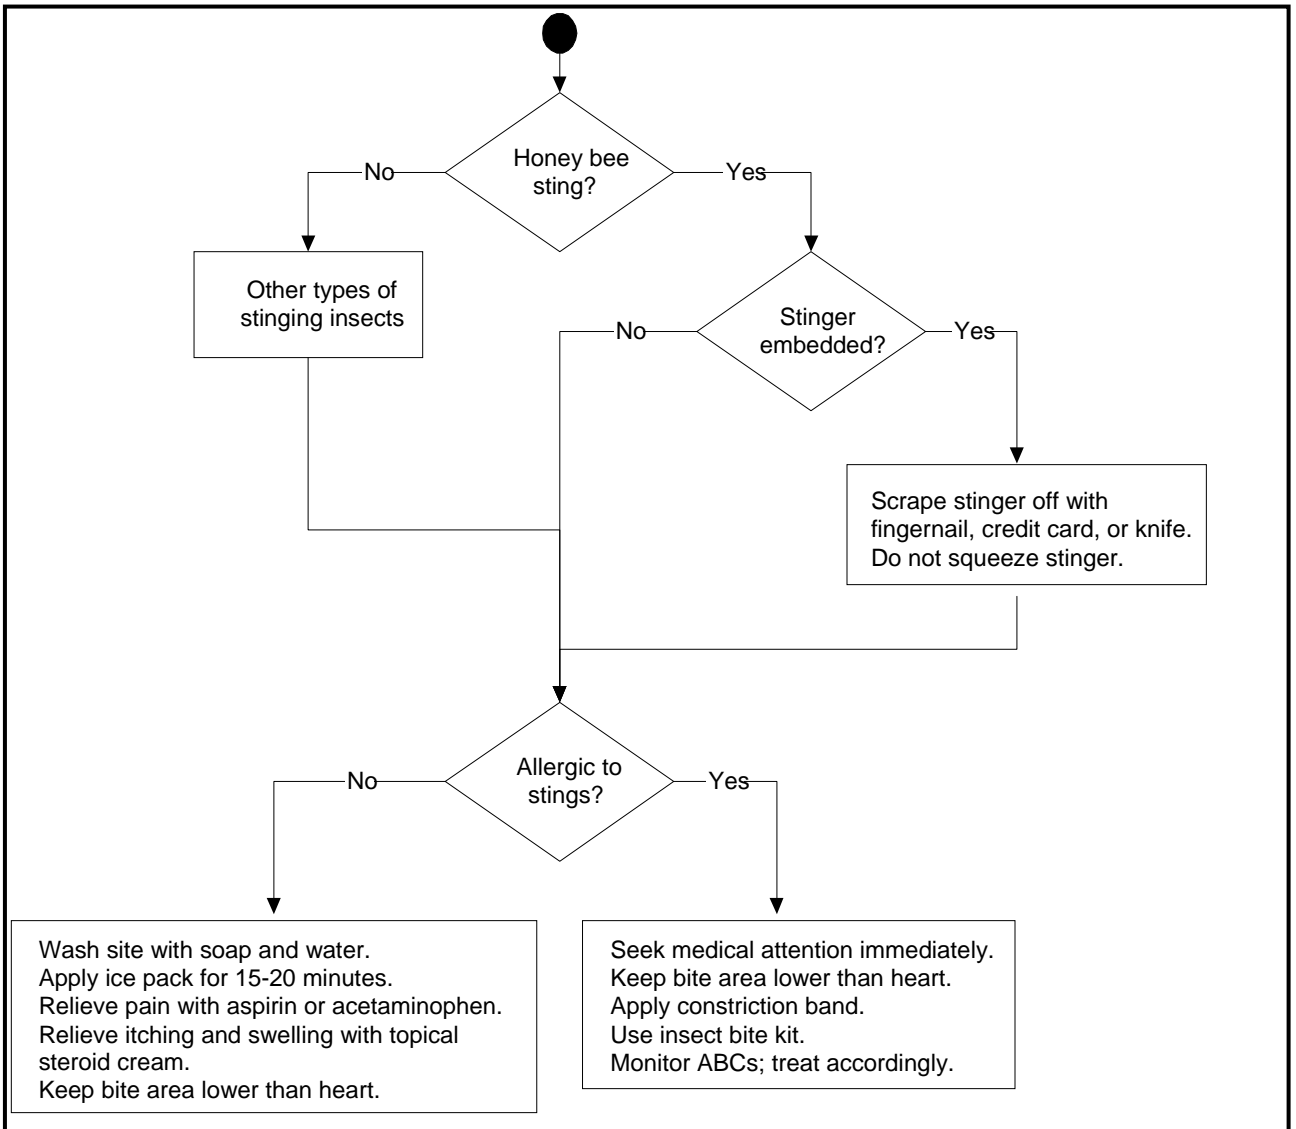 Honey bee
sting?
No
Yes
Other types of
stinging insects
Stinger
embedded?
No
Yes
Scrape stinger off with
fingernail, credit card, or knife.
Do not squeeze stinger.
Allergic to
stings?
No
Yes
Wash site with soap and water.
Apply ice pack for 15-20 minutes.
Relieve pain with aspirin or acetaminophen.
Relieve itching and swelling with topical
steroid cream.
Keep bite area lower than heart.
Seek medical attention immediately.
Keep bite area lower than heart.
Apply constriction band.
Use insect bite kit.
Monitor ABCs; treat accordingly.